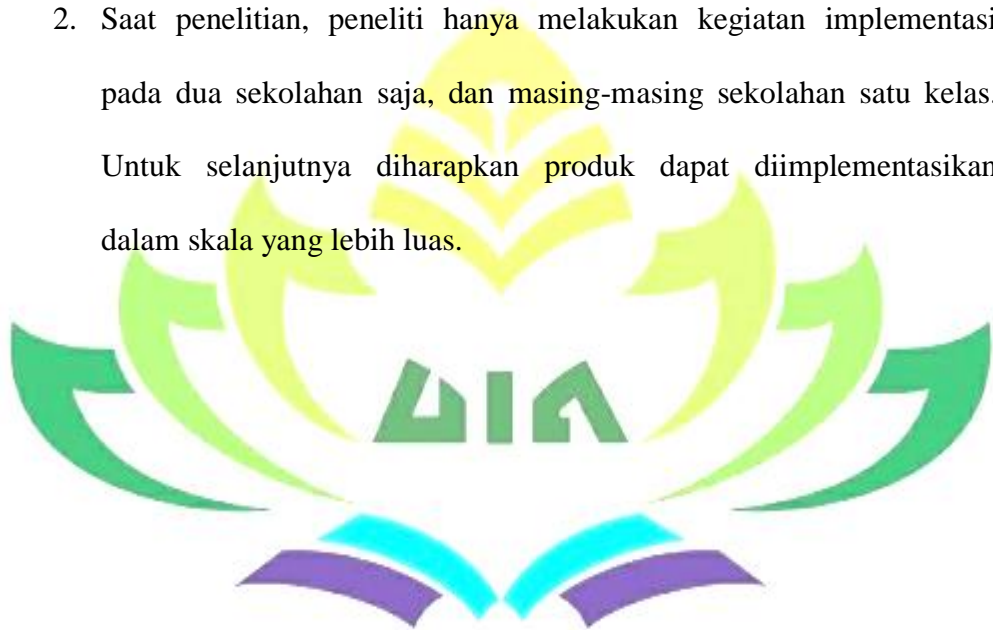 2. Saat penelitian, peneliti hanya melakukan kegiatan implementasi
pada dua sekolahan saja, dan masing-masing sekolahan satu kelas.
Untuk selanjutnya diharapkan produk dapat diimplementasikan
dalam skala yang lebih luas.